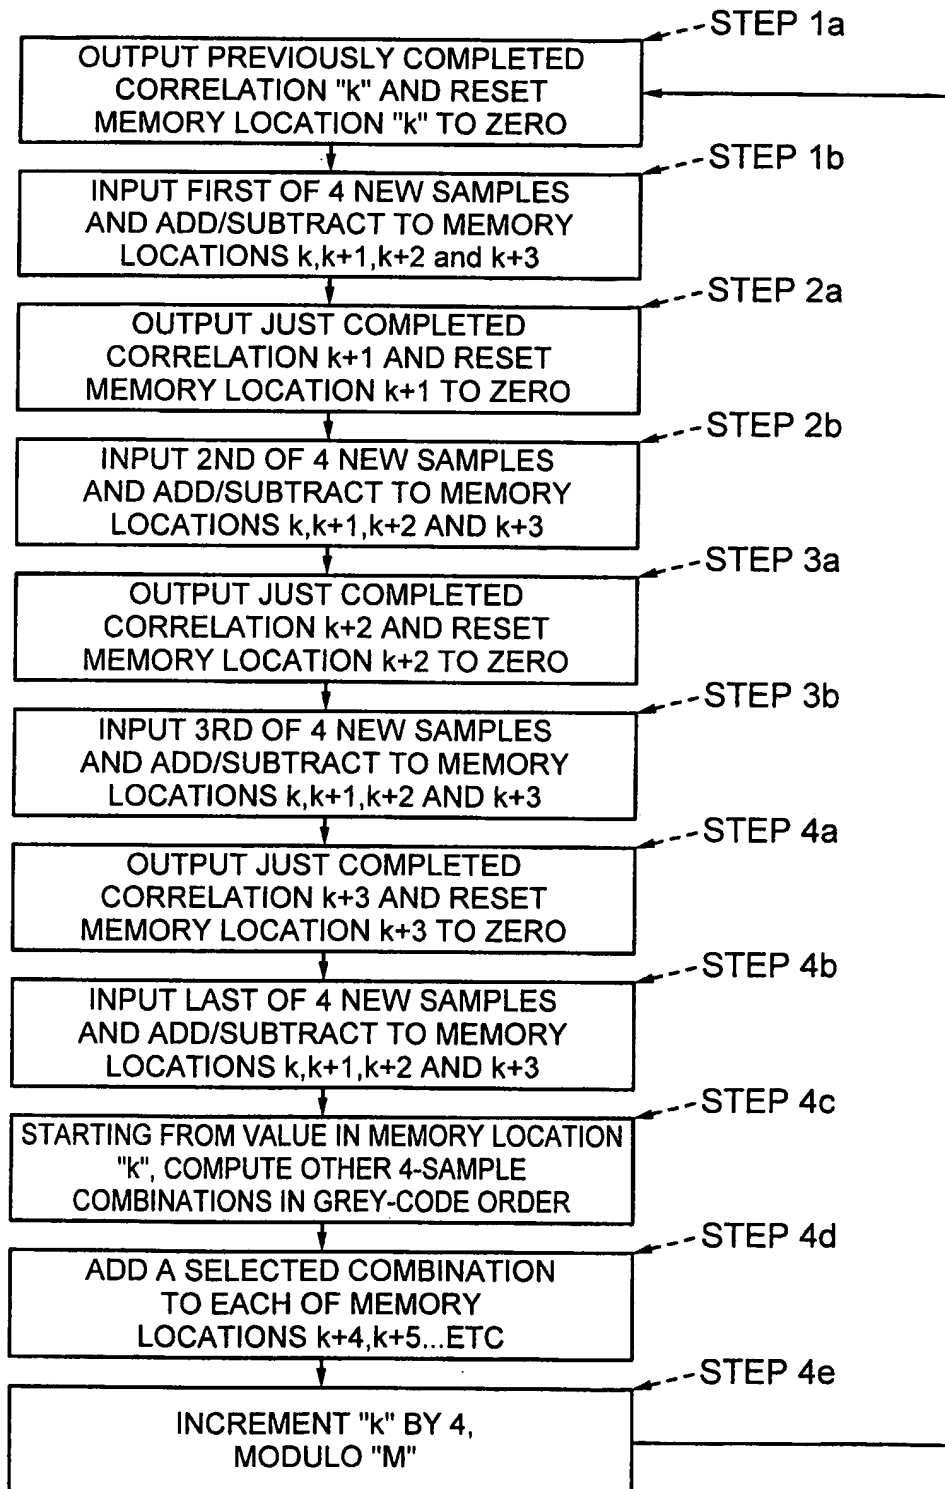 STEP 1a
OUTPUT PREVIOUSLY COMPLETED
CORRELATION "k" AND RESET
MEMORY LOCATION "k" TO ZERO
STEP 1b
INPUT FIRST OF 4 NEW SAMPLES
AND ADD/SUBTRACT TO MEMORY
LOCATIONS k,k+1,k+2 and k+3
STEP 2a
OUTPUT JUST COMPLETED
CORRELATION k+1 AND RESET
MEMORY LOCATION k+1 TO ZERO
STEP 2b
INPUT 2ND OF 4 NEW SAMPLES
AND ADD/SUBTRACT TO MEMORY
LOCATIONS k,k+1,k+2 AND k+3
STEP 3a
OUTPUT JUST COMPLETED
CORRELATION k+2 AND RESET
MEMORY LOCATION k+2 TO ZERO
STEP 3b
INPUT 3RD OF 4 NEW SAMPLES
AND ADD/SUBTRACT TO MEMORY
LOCATIONS k,k+1,k+2 AND k+3
STEP 4a
OUTPUT JUST COMPLETED
CORRELATION k+3 AND RESET
MEMORY LOCATION k+3 TO ZERO
STEP 4b
INPUT LAST OF 4 NEW SAMPLES
AND ADD/SUBTRACT TO MEMORY
LOCATIONS k,k+1,k+2 AND k+3
STEP 4c
STARTING FROM VALUE IN MEMORY LOCATION
"k", COMPUTE OTHER 4-SAMPLE
COMBINATIONS IN GREY-CODE ORDER
STEP 4d
ADD A SELECTED COMBINATION
TO EACH OF MEMORY
LOCATIONS k+4,k+5...ETC
STEP 4e
INCREMENT "k" BY 4,
MODULO "M"